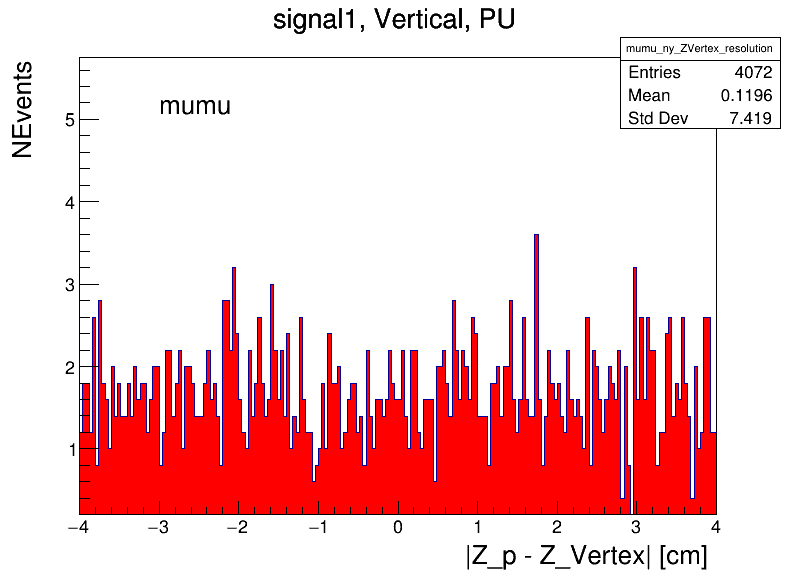 signal1, Vertical, PU
mumu_ny_ZVertex_resolution
Entries 4072
Mean 0.1196
Std Dev 7.419
NEvents
mumu
5
4
3
2
1
−4 −3 −2 −1 0 1 2 3 4
|Z_p - Z_Vertex| [cm]